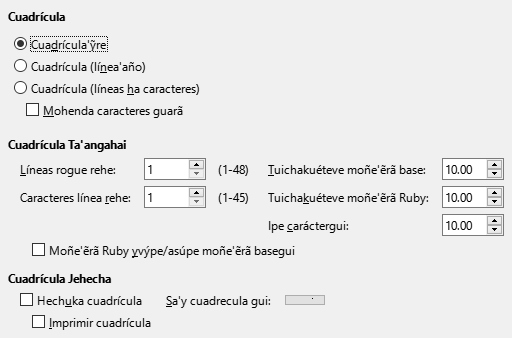 Cuadrícula
Cuadrícula'ỹre
Cuadrícula (línea'año)
Cuadrícula (líneas ha caracteres)
Mohenda caracteres guarã
Cuadrícula Ta'angahai
Líneas rogue rehe: 1 (1-48) Tuichakuéteve moñe'ẽrã base: 10.00
Caracteres línea rehe: 1 (1-45) Tuichakuéteve moñe'ẽrã Ruby: 10.00
Ipe caráctergui: 10.00
Moñe'ẽrã Ruby yvýpe/asúpe moñe'ẽrã basegui
Cuadrícula Jehecha
Hechuka cuadrícula Sa'y cuadrecula gui:
Imprimir cuadrícula